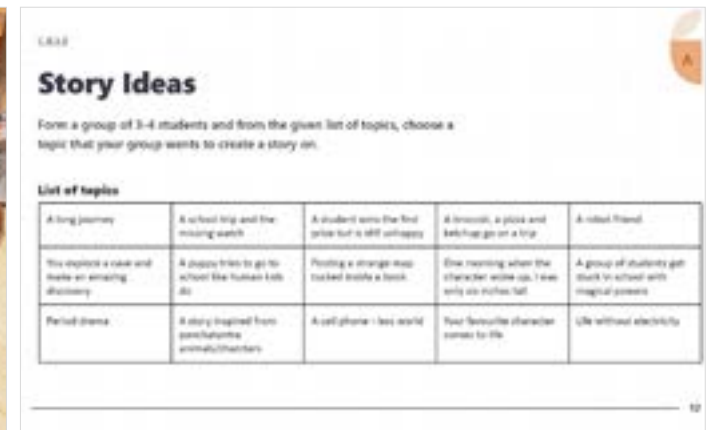 A
Story Ideas
Form a group of 3-4 students and from the given list of topics, choose a
topic that your group wants to create a story on.
List of topics
A long journey
A school trip and the
missing watch
A student wins the first
prize but is still unhappy
A broccoli, a pizza and
ketchup go on a trip
A robot friend
You explore a cave and
make an amazing
discovery
A puppy tries to go to
school like human kids
do
Finding a strange map
tucked inside a book
One morning when the
character woke up, I was
only six inches tall
A group of students get
stuck in school with
magical powers
Period drama
A story inspired from
panchatantra
animals/characters
A cell phone - less world
Your favourite character
comes to life
Life without electricity